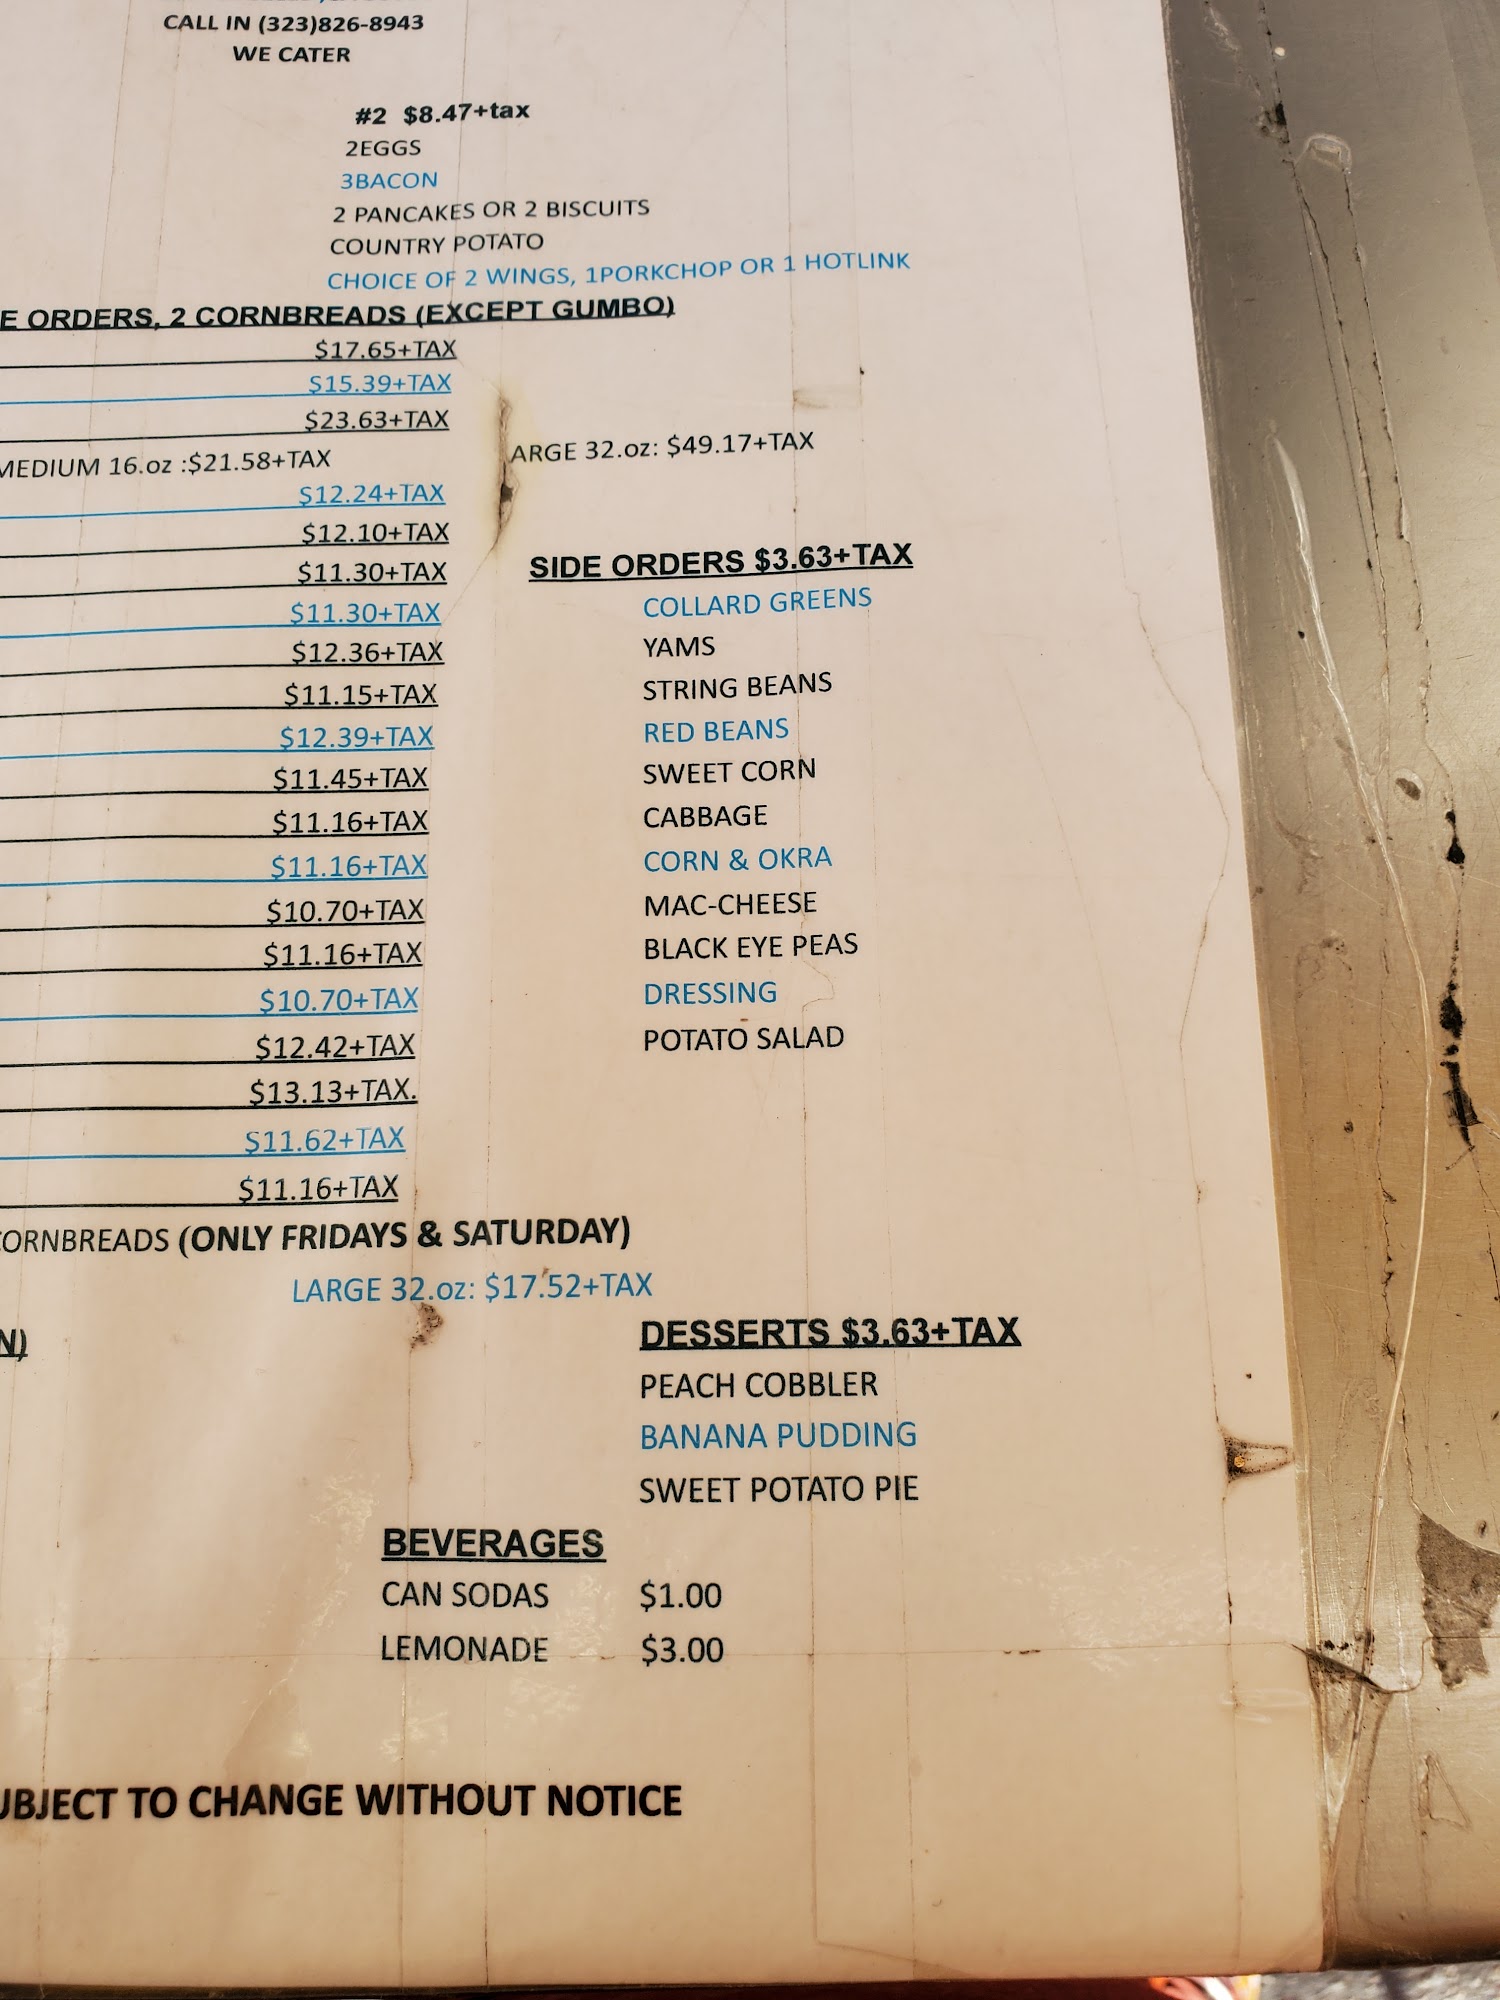 CALL IN (323)826-8943
WE CATER
#2 $8.47+tax
2EGGS
3BACON
2 PANCAKES OR 2 BISCUITS
COUNTRY POTATO
CHOICE OF 2 WINGS, 1PORKCHOP OR 1 HOTLINK
E ORDERS, 2 CORNBREADS (EXCEPT GUMBO)
$17.65+TAX
$15.39+TAX
$23.63+TAX
MEDIUM 16.oz :$21.58+TAX ARGE 32.oz: $49.17+TAX
$12.24+TAX
$12.10+TAX
$11.30+TAX
$11.30+TAX
$12.36+TAX
$11.15+TAX
$12.39+TAX
$11.45+TAX
$11.16+TAX
$11.16+TAX
$10.70+TAX
$11.16+TAX
$10.70+TAX
$12.42+TAX
$13.13+TAX.
$11.62+TAX
$11.16+TAX
SIDE ORDERS $3.63+TAX
COLLARD GREENS
YAMS
STRING BEANS
RED BEANS
SWEET CORN
CABBAGE
CORN & OKRA
MAC-CHEESE
BLACK EYE PEAS
DRESSING
POTATO SALAD
CORNBREADS (ONLY FRIDAYS & SATURDAY)
LARGE 32.oz: $17.52+TAX
N)
DESSERTS $3.63+TAX
PEACH COBBLER
BANANA PUDDING
SWEET POTATO PIE
BEVERAGES
CAN SODAS $1.00
LEMONADE $3.00
UBJECT TO CHANGE WITHOUT NOTICE